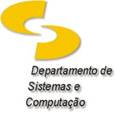 Departamento de
Sistemas e
Computação